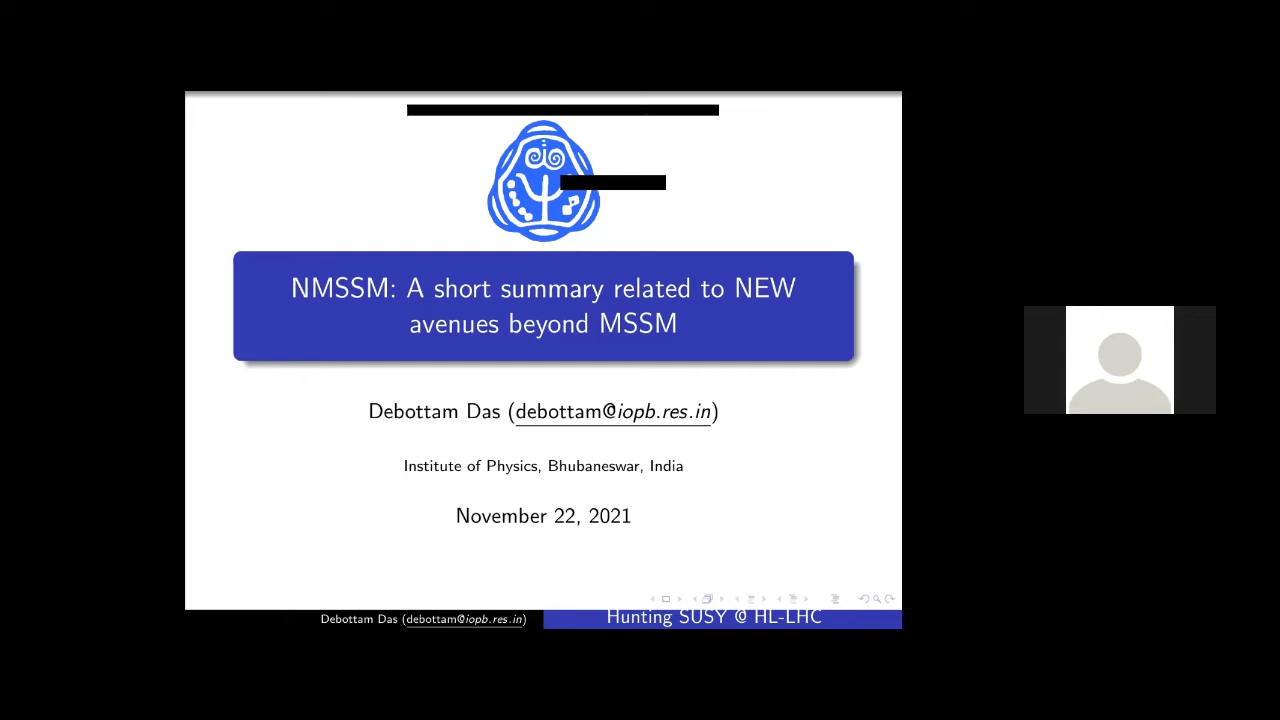 NMSSM: A short summary related to NEW
avenues beyond MSSM
Debottam Das (debottam@iopb.res.in)
Institute of Physics, Bhubaneswar, India
November 22, 2021
Debottam Das (debottam@iopb.res.in)
Hunting SUSY @ HL-LHC